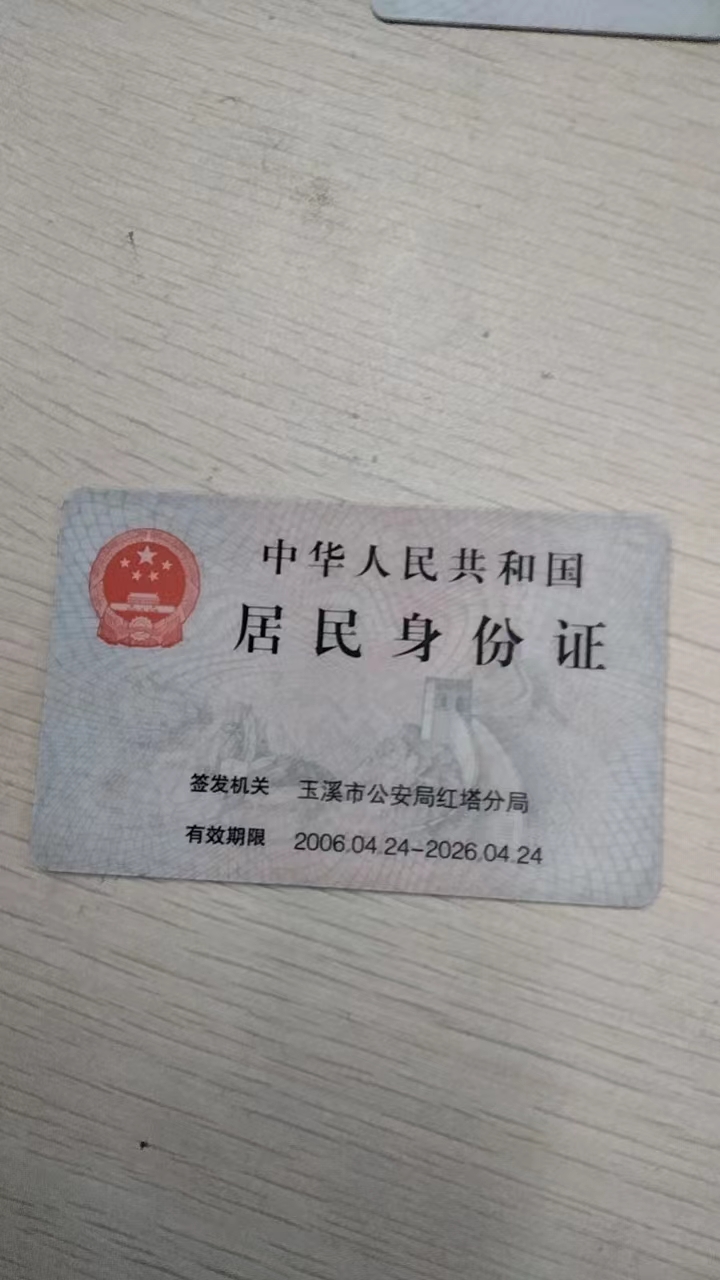 中华人民共和国
居民身份证
签发机关 玉溪市公安局红塔分局
有效期限 2006.04.24-2026.04.24